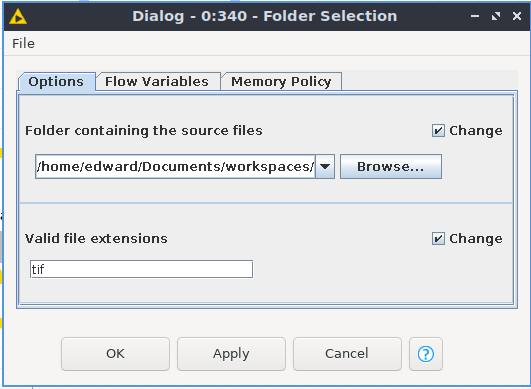 Dialog - 0:340 - Folder Selection
File
Options Flow Variables Memory Policy
Folder containing the source files Change
/home/edward/Documents/workspaces/ Browse...
Valid file extensions Change
tif
OK Apply Cancel ?